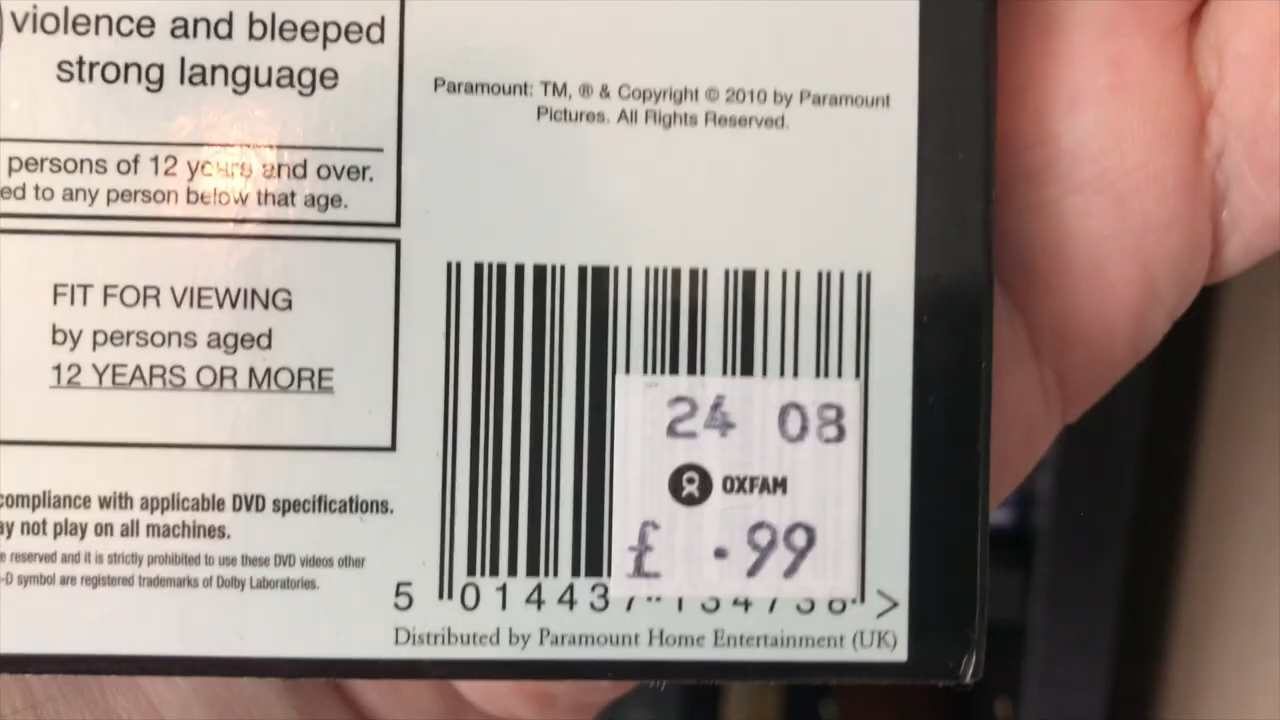 violence and bleeped
strong language
persons of 12 years and over.
ed to any person below that age.
FIT FOR VIEWING
by persons aged
12 YEARS OR MORE
compliance with applicable DVD specifications.
ay not play on all machines.
e reserved and it is strictly prohibited to use these DVD videos other
-D symbol are registered trademarks of Dolby Laboratories.
Paramount: TM, ® & Copyright © 2010 by Paramount
Pictures. All Rights Reserved.
24 08
OXFAM
£ .99
5 01443 >
Distributed by Paramount Home Entertainment (UK)